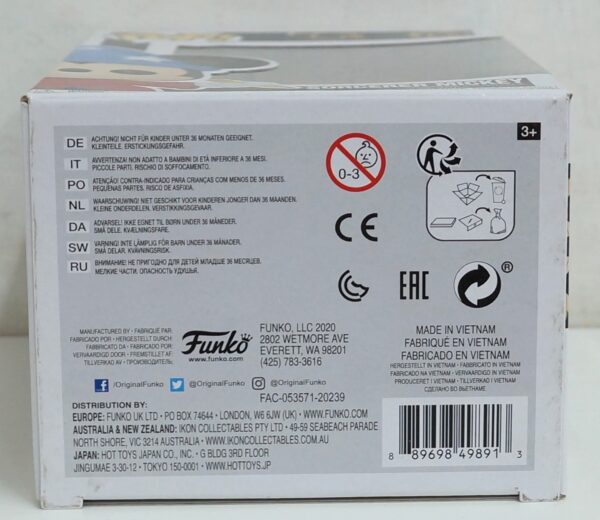 MICKEY
3+
DE ACHTUNG! NICHT FÜR KINDER UNTER 36 MONATEN GEEIGNET.
KLEINTEILE. ERSTICKUNGSGEFAHR.
IT AVVERTENZA! NON ADATTO A BAMBINI DI ETÀ INFERIORE A 36 MESI.
PICCOLE PARTI. RISCHIO DI SOFFOCAMENTO.
PO ATENÇÃO! CONTRA-INDICADO PARA CRIANÇAS COM MENOS DE 36 MESES.
PEQUENAS PARTES. RISCO DE ASFIXIA.
NL WAARSCHUWING! NIET GESCHIKT VOOR KINDEREN JONGER DAN 36 MAANDEN.
KLEINE ONDERDELEN. VERSTIKKINGSGEVAAR.
DA ADVARSEL! IKKE EGNET TIL BØRN UNDER 36 MÅNEDER.
SMÅ DELE. KVÆLNINGSFARE.
SW VARNING! INTE LÄMPLIG FÖR BARN UNDER 36 MÅNADER.
SMÅ DELAR. KVÄVNINGSRISK.
RU ВНИМАНИЕ! НЕ ПРИГОДНО ДЛЯ ДЕТЕЙ МЛАДШЕ 36 МЕСЯЦЕВ.
МЕЛКИЕ ЧАСТИ. ОПАСНОСТЬ УДУШЬЯ.
0-3
CE
EAC
®
MANUFACTURED BY • FABRIQUÉ PAR:
FABRICADO POR • HERGESTELLT DURCH:
FABBRICATO DA • FABRICADO POR:
VERVAARDIGD DOOR • FREMSTILLET AF:
TILLVERKAD AV • ПРОИЗВОДИТЕЛЬ:
Funko
www.funko.com
FUNKO, LLC 2020
2802 WETMORE AVE
EVERETT, WA 98201
(425) 783-3616
/OriginalFunko @OriginalFunko @OriginalFunko
FAC-053571-20239
MADE IN VIETNAM
FABRIQUÉ EN VIETNAM
FABRICADO EN VIETNAM
HERGESTELLT IN VIETNAM • FABBRICATO IN VIETNAM
FABRICADO NA VIETNAM • VERVAARDIGD IN VIETNAM
PRODUCERET I VIETNAM • TILLVERKAD I VIETNAM
СДЕЛАНО ВО ВЬЕТНАМЕ
DISTRIBUTION BY:
EUROPE: FUNKO UK LTD • PO BOX 74644 • LONDON, W6 6JW (UK) • WWW.FUNKO.COM
AUSTRALIA & NEW ZEALAND: IKON COLLECTABLES PTY LTD • 49-59 SEABEACH PARADE
NORTH SHORE, VIC 3214 AUSTRALIA • WWW.IKONCOLLECTABLES.COM.AU
JAPAN: HOT TOYS JAPAN CO., INC. • G BLDG 3RD FLOOR
JINGUMAE 3-30-12 • TOKYO 150-0001 • WWW.HOTTOYS.JP
8 89698 49891 3